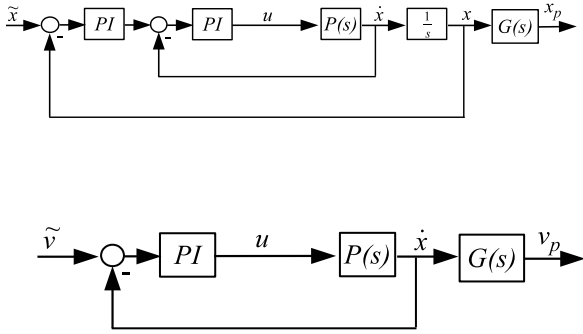 x̃ - PI - PI u P(s) ẋ 1/s x G(s) x_p
ṽ - PI u P(s) ẋ G(s) v_p